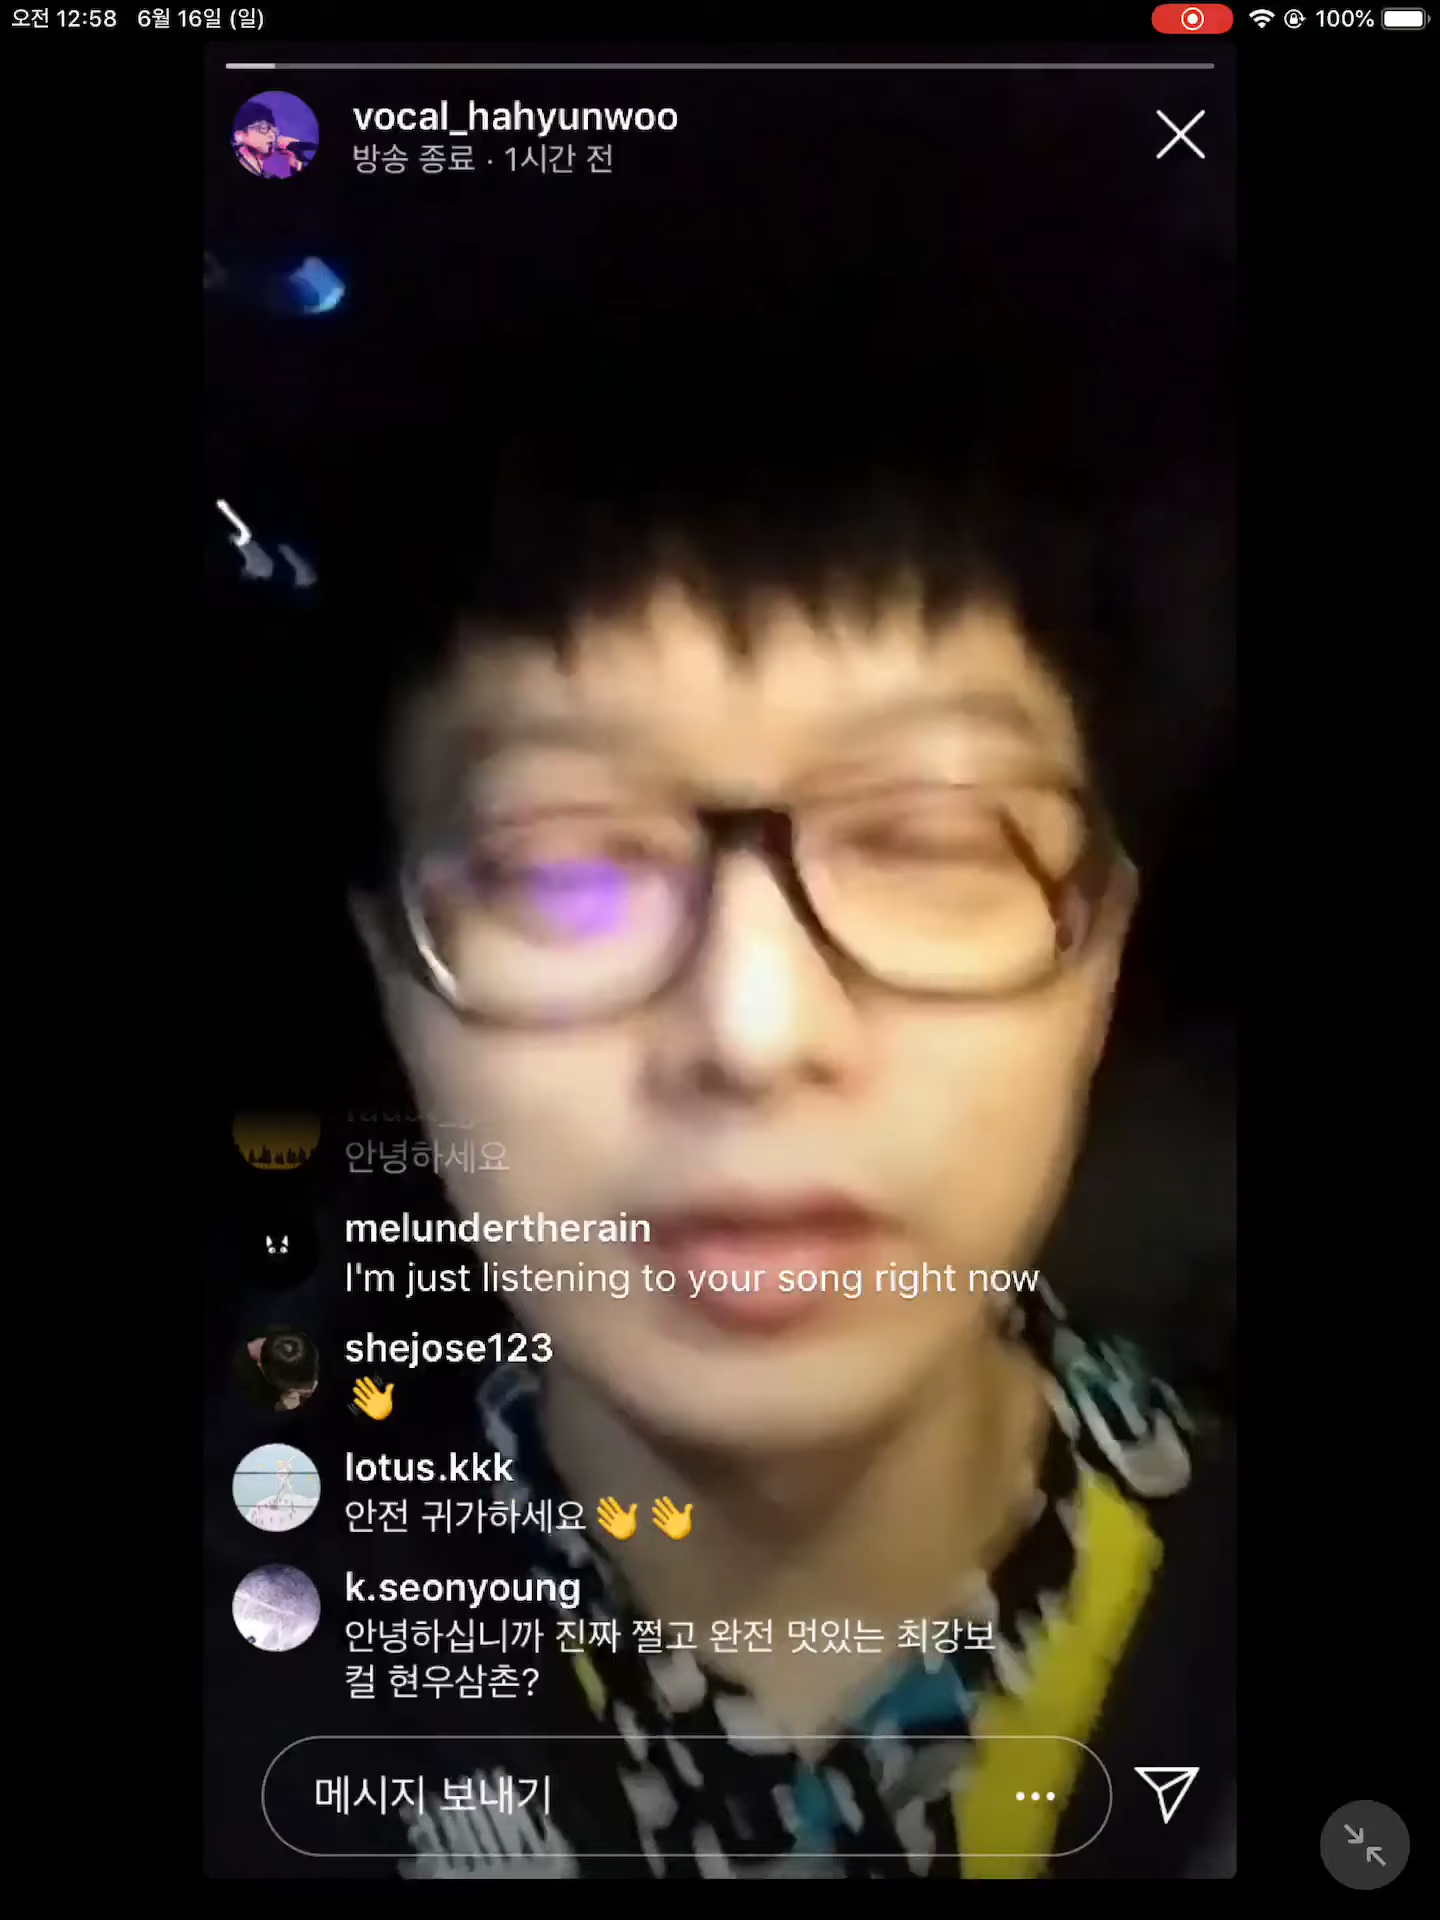 오전 12:58 6월 16일 (일) 100%
vocal_hahyunwoo
방송 종료 · 1시간 전
안녕하세요
melundertherain
I'm just listening to your song right now
shejose123
👋
lotus.kkk
안전 귀가하세요👋👋
k.seonyoung
안녕하십니까 진짜 쩔고 완전 멋있는 최강보
컬 현우삼촌?
메시지 보내기